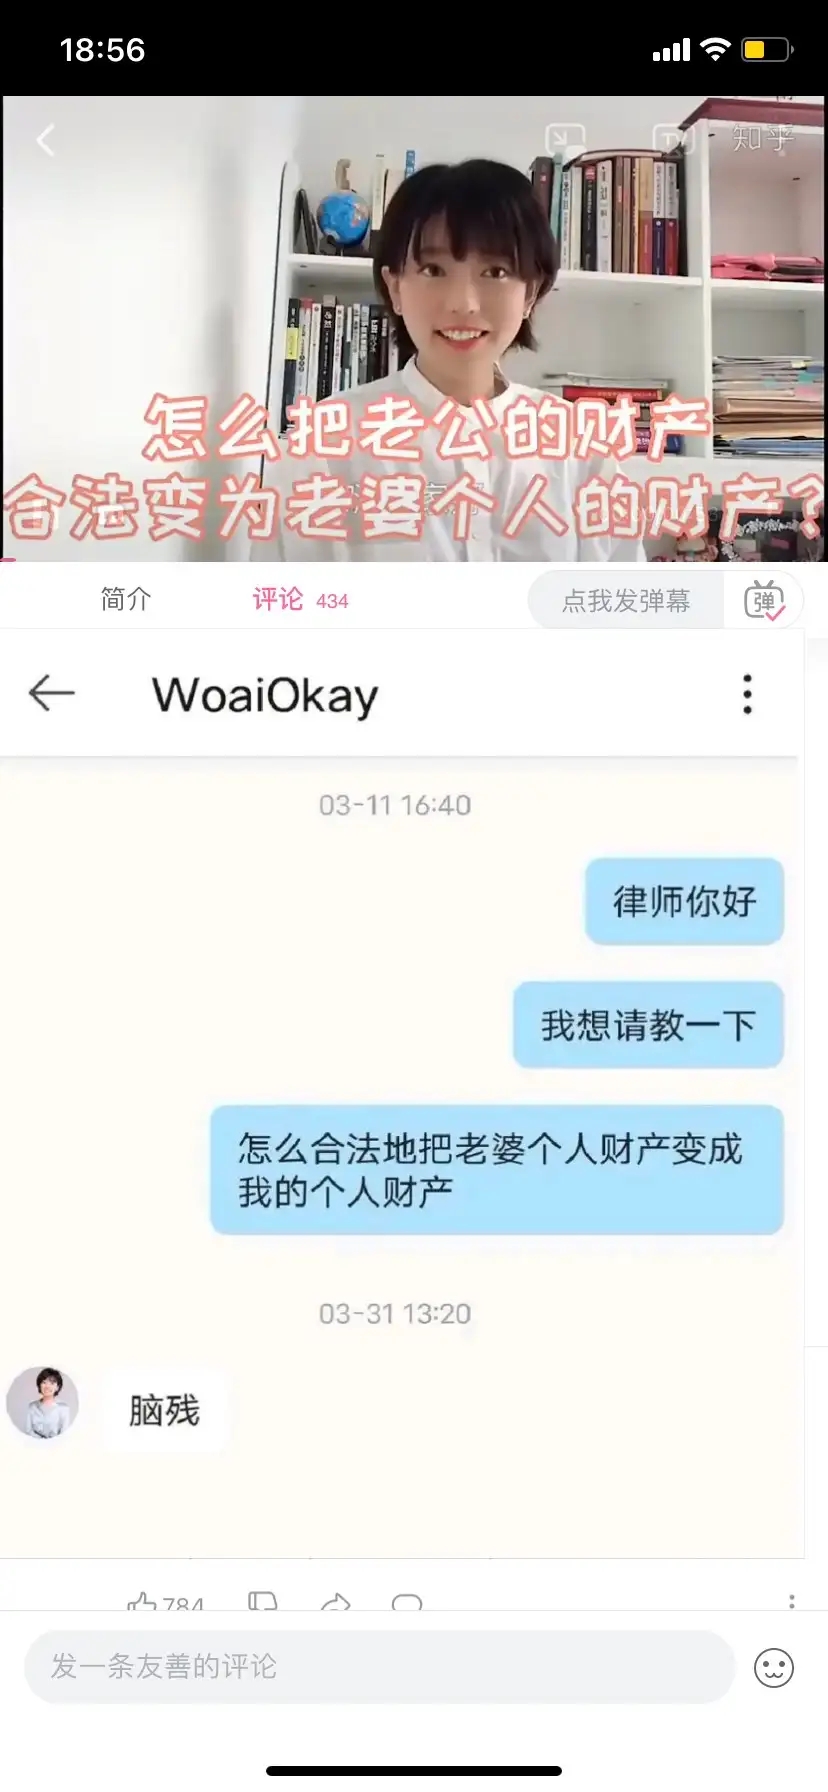 18:56
知乎
怎么把老公的财产
合法变为老婆个人的财产?
简介
评论 434
点我发弹幕
弹
WoaiOkay
03-11 16:40
律师你好
我想请教一下
怎么合法地把老婆个人财产变成
我的个人财产
03-31 13:20
脑残
784
发一条友善的评论